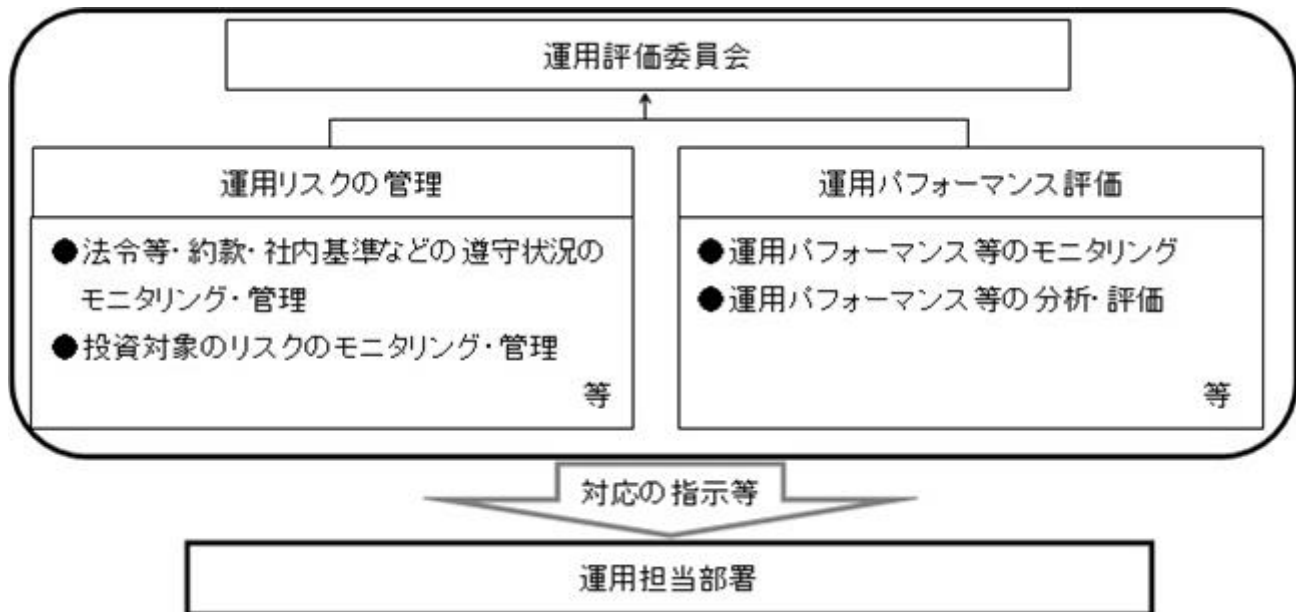 運用評価委員会
運用リスクの管理
●法令等・約款・社内基準などの遵守状況の
モニタリング・管理
●投資対象のリスクのモニタリング・管理
等
運用パフォーマンス評価
●運用パフォーマンス等のモニタリング
●運用パフォーマンス等の分析・評価
等
対応の指示等
運用担当部署